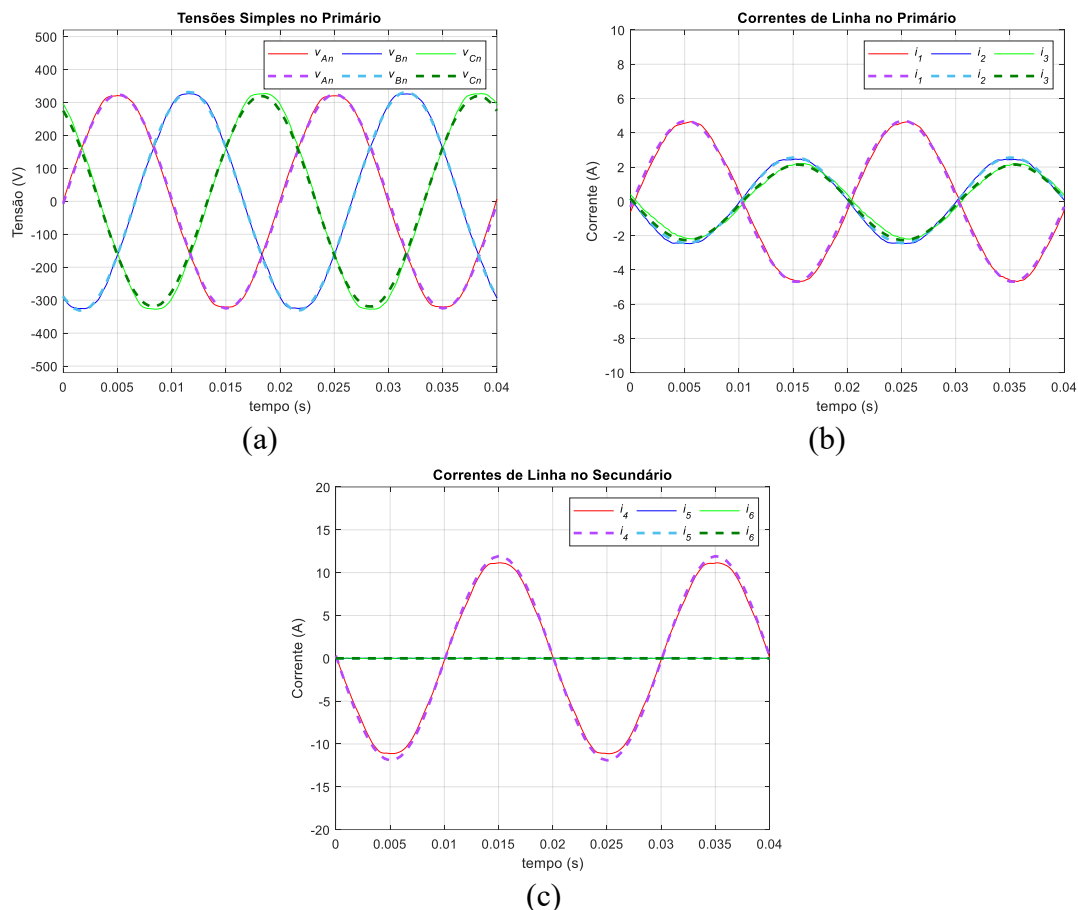 Tensões Simples no Primário
v_An v_Bn v_Cn
v_An v_Bn v_Cn
500
400
300
200
100
0
-100
-200
-300
-400
-500
Tensão (V)
0 0.005 0.01 0.015 0.02 0.025 0.03 0.035 0.04
tempo (s)
(a)
Correntes de Linha no Primário
i_1 i_2 i_3
i_1 i_2 i_3
10
8
6
4
2
0
-2
-4
-6
-8
-10
Corrente (A)
0 0.005 0.01 0.015 0.02 0.025 0.03 0.035 0.04
tempo (s)
(b)
Correntes de Linha no Secundário
i_4 i_5 i_6
i_4 i_5 i_6
20
15
10
5
0
-5
-10
-15
-20
Corrente (A)
0 0.005 0.01 0.015 0.02 0.025 0.03 0.035 0.04
tempo (s)
(c)